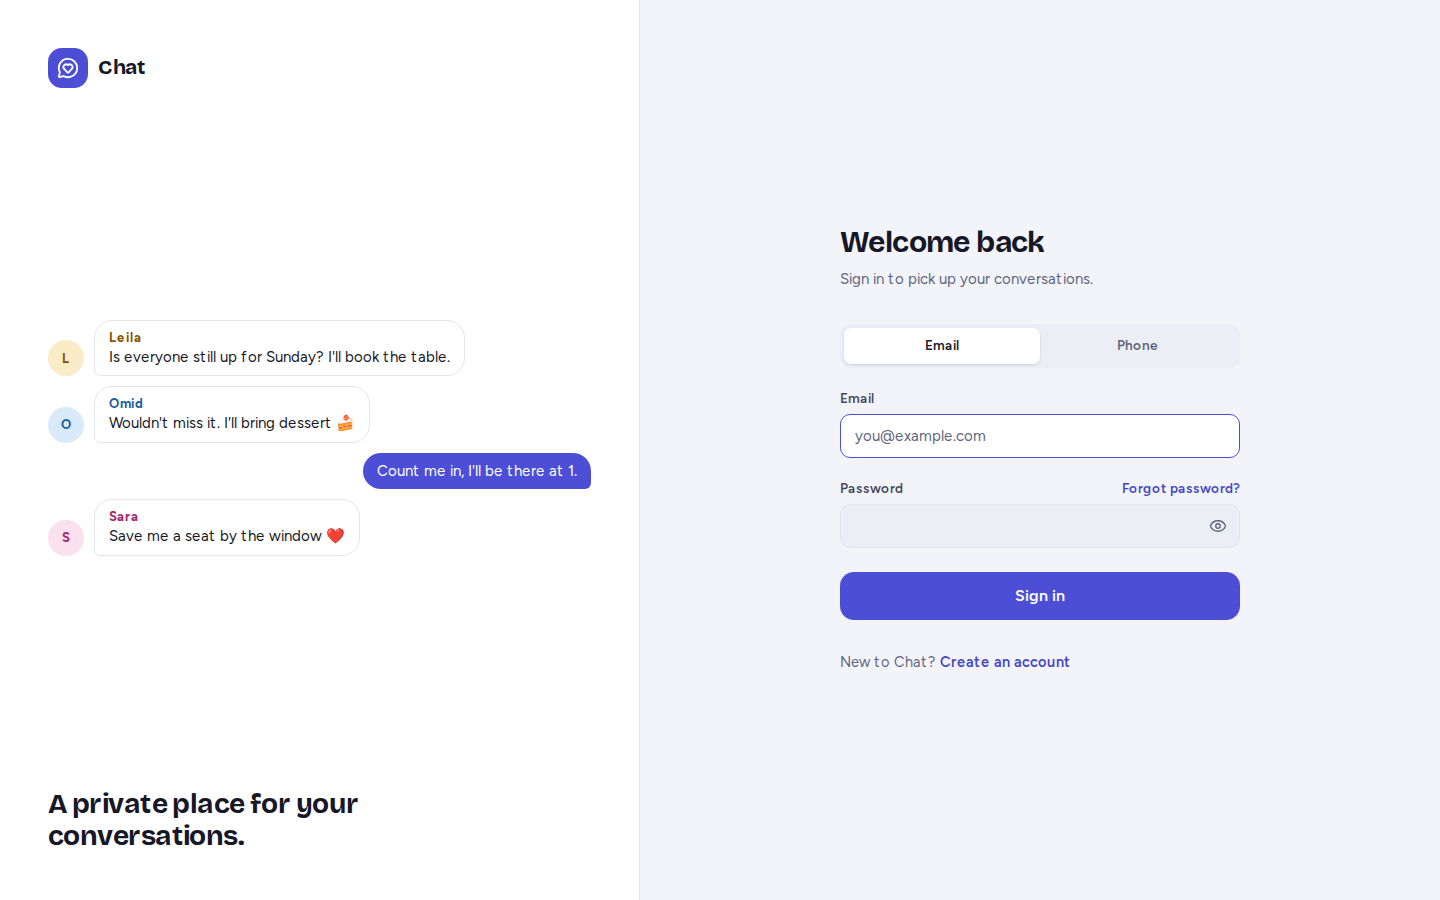 Chat
Leila
L
Is everyone still up for Sunday? I'll book the table.
Omid
O
Wouldn't miss it. I'll bring dessert 🍰
Count me in, I'll be there at 1.
Sara
S
Save me a seat by the window ❤️
A private place for your
conversations.
Welcome back
Sign in to pick up your conversations.
Email
Phone
Email
you@example.com
Password
Forgot password?
Sign in
New to Chat? Create an account